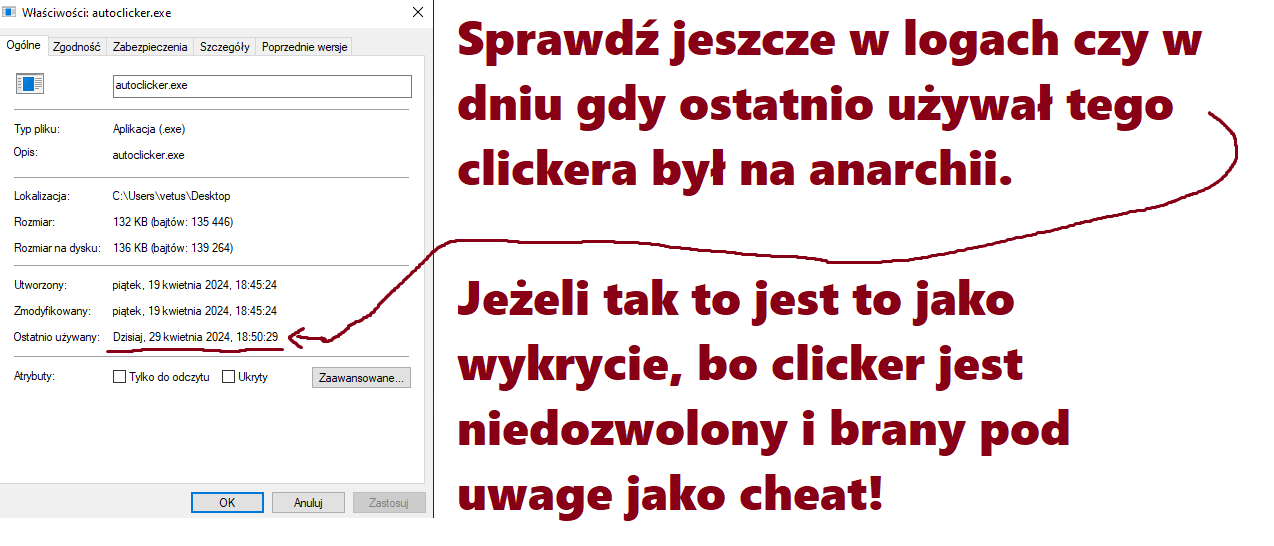 Właściwości: autoclicker.exe
Ogólne Zgodność Zabezpieczenia Szczegóły Poprzednie wersje
autoclicker.exe
Typ pliku: Aplikacja (.exe)
Opis: autoclicker.exe
Lokalizacja: C:\Users\vetus\Desktop
Rozmiar: 132 KB (bajtów: 135 446)
Rozmiar na dysku: 136 KB (bajtów: 139 264)
Utworzony: piątek, 19 kwietnia 2024, 18:45:24
Zmodyfikowany: piątek, 19 kwietnia 2024, 18:45:24
Ostatnio używany: Dzisiaj, 29 kwietnia 2024, 18:50:29
Atrybuty: Tylko do odczytu Ukryty Zaawansowane...
OK Anuluj Zastosuj
Sprawdź jeszcze w logach czy w
dniu gdy ostatnio używał tego
clickera był na anarchii.
Jeżeli tak to jest to jako
wykrycie, bo clicker jest
niedozwolony i brany pod
uwage jako cheat!